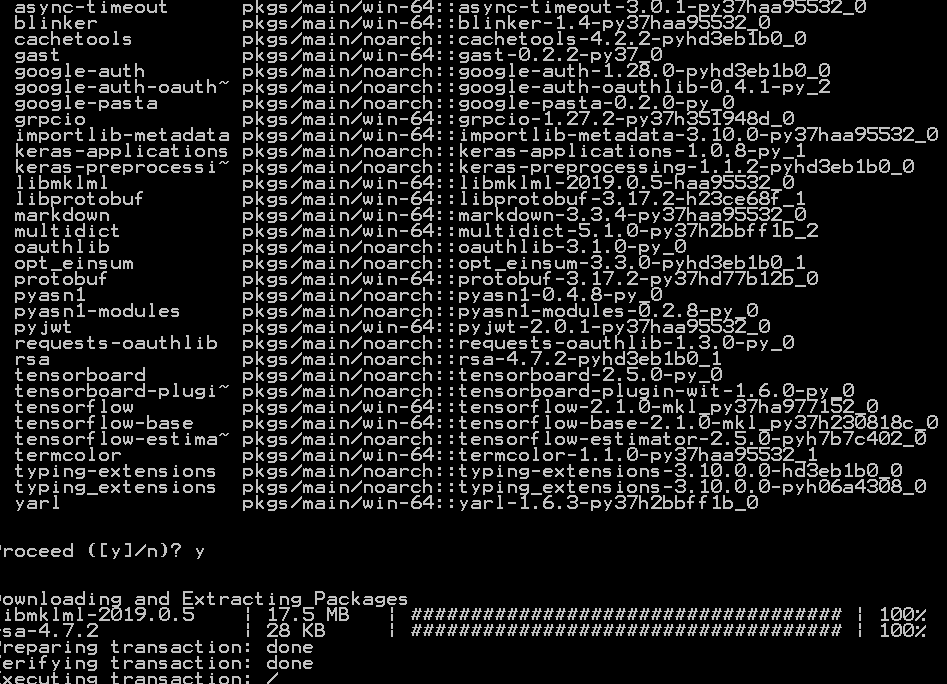 async-timeout pkgs/main/win-64::async-timeout-3.0.1-py37haa95532_0
blinker pkgs/main/win-64::blinker-1.4-py37haa95532_0
cachetools pkgs/main/noarch::cachetools-4.2.2-pyhd3eb1b0_0
gast pkgs/main/win-64::gast-0.2.2-py37_0
google-auth pkgs/main/noarch::google-auth-1.28.0-pyhd3eb1b0_0
google-auth-oauth~ pkgs/main/noarch::google-auth-oauthlib-0.4.1-py_2
google-pasta pkgs/main/noarch::google-pasta-0.2.0-py_0
grpcio pkgs/main/win-64::grpcio-1.27.2-py37h351948d_0
importlib-metadata pkgs/main/win-64::importlib-metadata-3.10.0-py37haa95532_0
keras-applications pkgs/main/noarch::keras-applications-1.0.8-py_1
keras-preprocessi~ pkgs/main/noarch::keras-preprocessing-1.1.2-pyhd3eb1b0_0
libmklml pkgs/main/win-64::libmklml-2019.0.5-haa95532_0
libprotobuf pkgs/main/win-64::libprotobuf-3.17.2-h23ce68f_1
markdown pkgs/main/win-64::markdown-3.3.4-py37haa95532_0
multidict pkgs/main/win-64::multidict-5.1.0-py37h2bbff1b_2
oauthlib pkgs/main/noarch::oauthlib-3.1.0-py_0
opt_einsum pkgs/main/noarch::opt_einsum-3.3.0-pyhd3eb1b0_1
protobuf pkgs/main/win-64::protobuf-3.17.2-py37hd77b12b_0
pyasn1 pkgs/main/noarch::pyasn1-0.4.8-py_0
pyasn1-modules pkgs/main/noarch::pyasn1-modules-0.2.8-py_0
pyjwt pkgs/main/win-64::pyjwt-2.0.1-py37haa95532_0
requests-oauthlib pkgs/main/noarch::requests-oauthlib-1.3.0-py_0
rsa pkgs/main/noarch::rsa-4.7.2-pyhd3eb1b0_1
tensorboard pkgs/main/noarch::tensorboard-2.5.0-py_0
tensorboard-plugi~ pkgs/main/noarch::tensorboard-plugin-wit-1.6.0-py_0
tensorflow pkgs/main/win-64::tensorflow-2.1.0-mkl_py37ha977152_0
tensorflow-base pkgs/main/win-64::tensorflow-base-2.1.0-mkl_py37h230818c_0
tensorflow-estima~ pkgs/main/noarch::tensorflow-estimator-2.5.0-pyh7b7c402_0
termcolor pkgs/main/win-64::termcolor-1.1.0-py37haa95532_1
typing-extensions pkgs/main/noarch::typing-extensions-3.10.0.0-hd3eb1b0_0
typing_extensions pkgs/main/noarch::typing_extensions-3.10.0.0-pyh06a4308_0
yarl pkgs/main/win-64::yarl-1.6.3-py37h2bbff1b_0
roceed ([y]/n)? y
ownloading and Extracting Packages
ibmklml-2019.0.5 | 17.5 MB | #################################### | 100%
sa-4.7.2 | 28 KB | #################################### | 100%
reparing transaction: done
erifying transaction: done
xecuting transaction: /